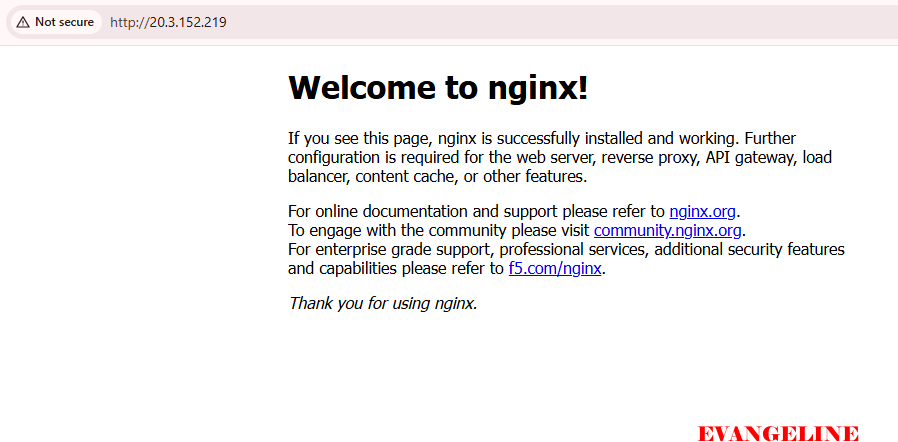 Not secure http://20.3.152.219
Welcome to nginx!
If you see this page, nginx is successfully installed and working. Further
configuration is required for the web server, reverse proxy, API gateway, load
balancer, content cache, or other features.
For online documentation and support please refer to nginx.org.
To engage with the community please visit community.nginx.org.
For enterprise grade support, professional services, additional security features
and capabilities please refer to f5.com/nginx.
Thank you for using nginx.
EVANGELINE